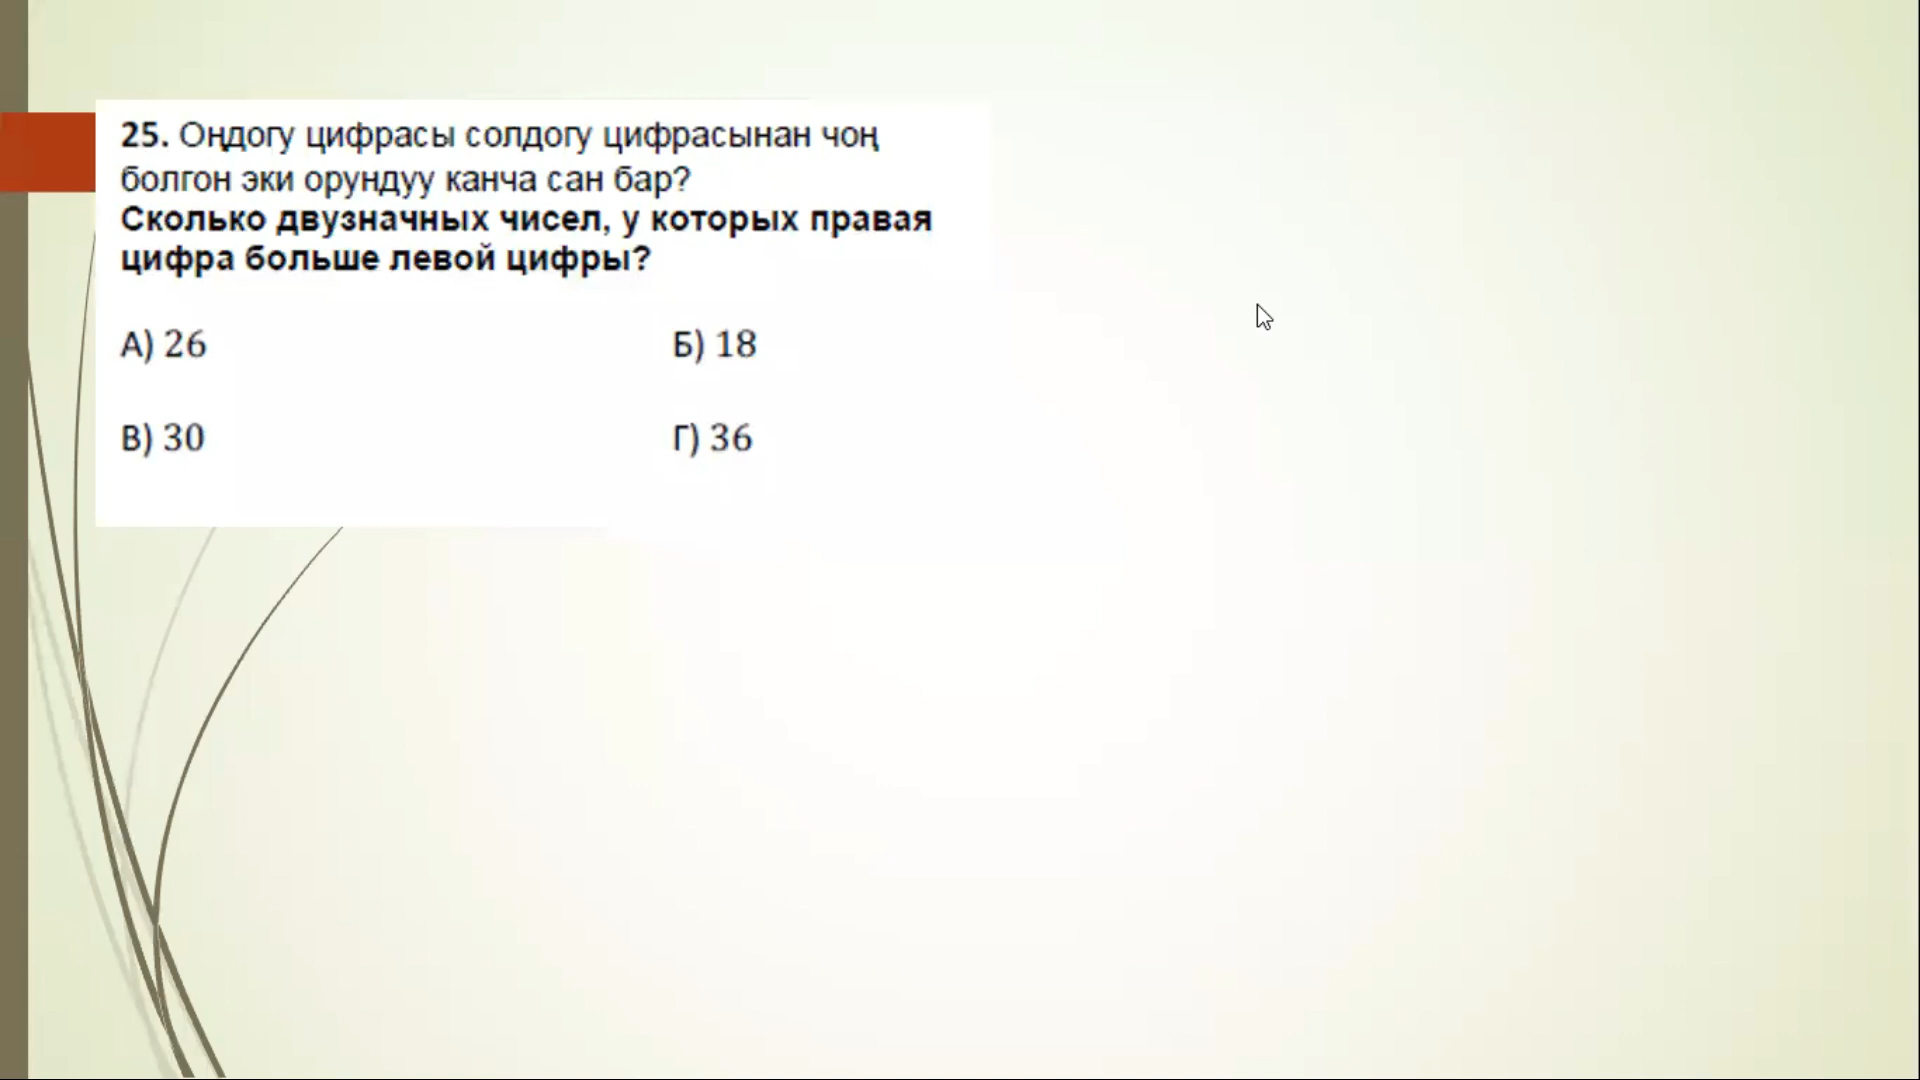 25. Оңдогу цифрасы солдогу цифрасынан чоң
болгон эки орундуу канча сан бар?
Сколько двузначных чисел, у которых правая
цифра больше левой цифры?
А) 26 Б) 18
В) 30 Г) 36